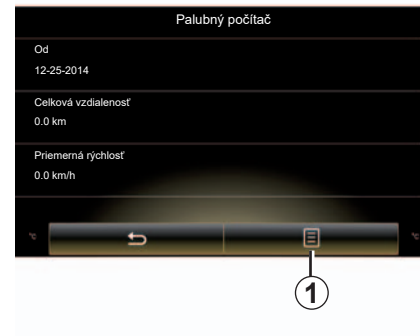 Palubný počítač
Od
12-25-2014
Celková vzdialenosť
0.0 km
Priemerná rýchlosť
0.0 km/h
°C °C
1